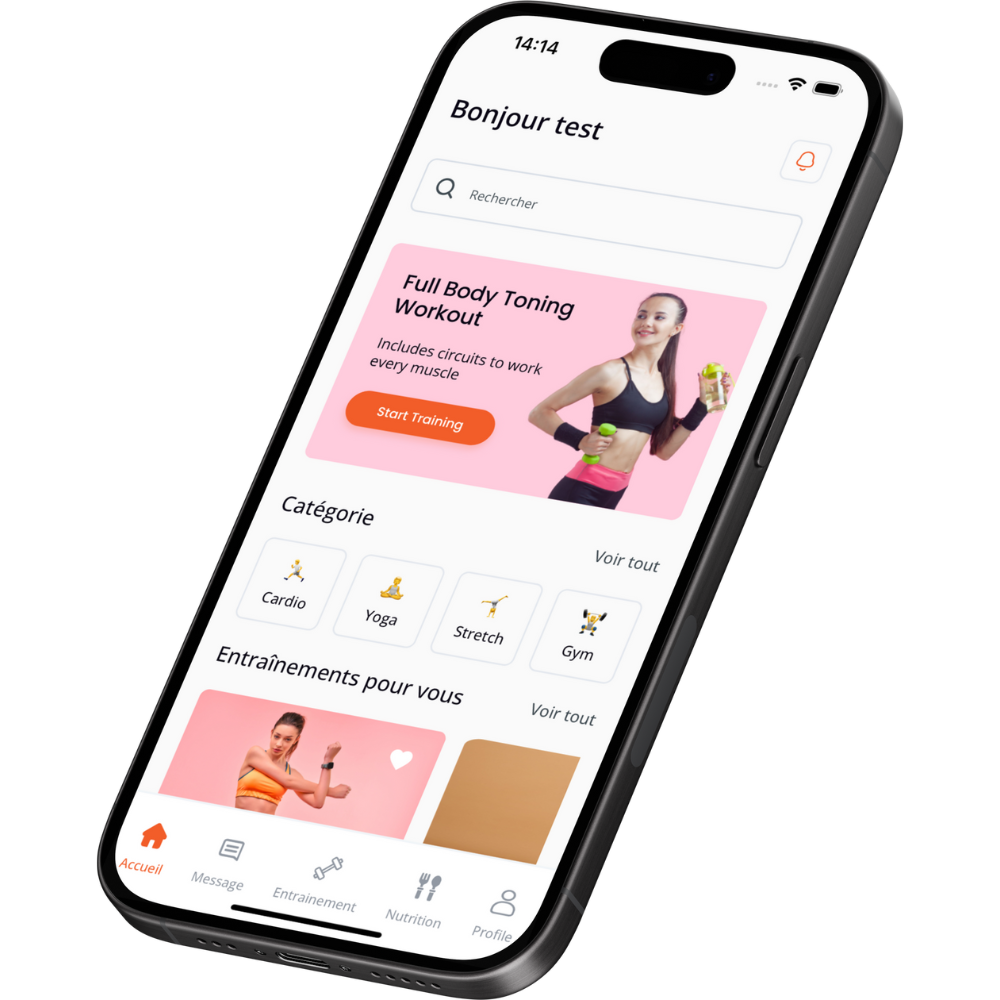 14:14
Bonjour test
Rechercher
Full Body Toning
Workout
Includes circuits to work
every muscle
Start Training
Catégorie
Voir tout
Cardio
Yoga
Stretch
Gym
Entraînements pour vous
Voir tout
Accueil
Message
Entrainement
Nutrition
Profile